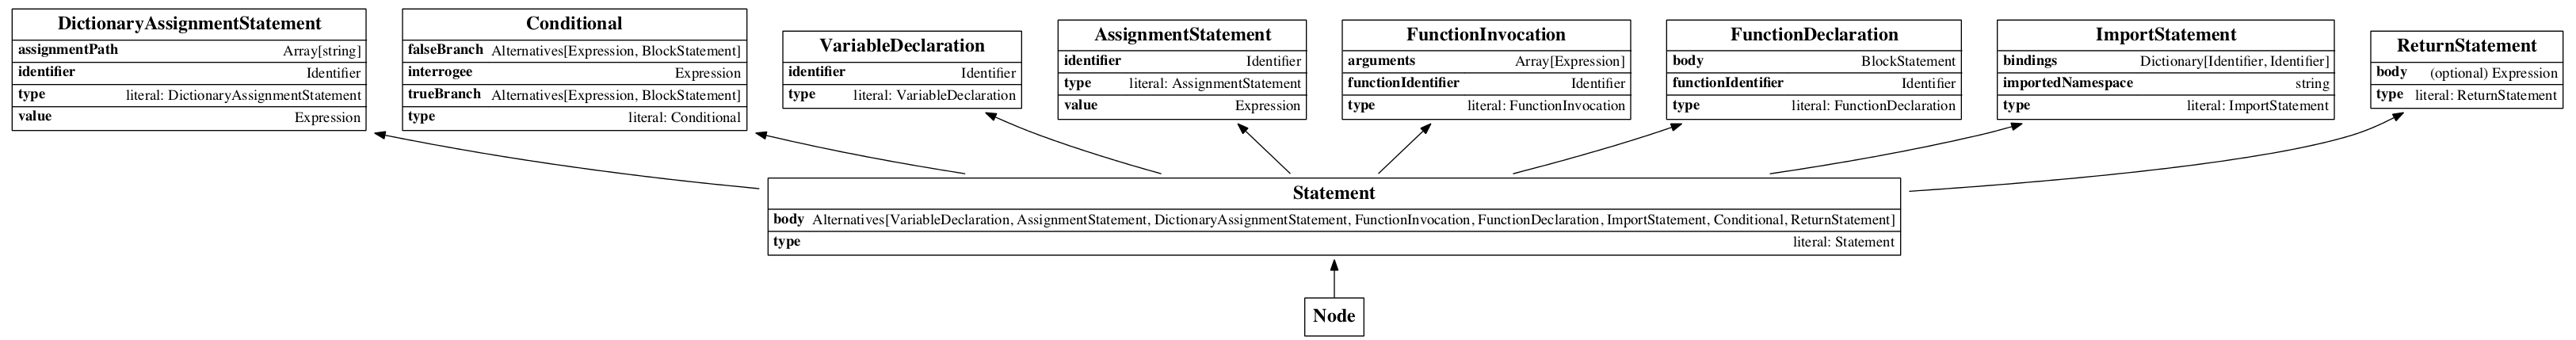 DictionaryAssignmentStatement
assignmentPath Array[string]
identifier Identifier
type literal: DictionaryAssignmentStatement
value Expression
Conditional
falseBranch Alternatives[Expression, BlockStatement]
interrogee Expression
trueBranch Alternatives[Expression, BlockStatement]
type literal: Conditional
VariableDeclaration
identifier Identifier
type literal: VariableDeclaration
AssignmentStatement
identifier Identifier
type literal: AssignmentStatement
value Expression
FunctionInvocation
arguments Array[Expression]
functionIdentifier Identifier
type literal: FunctionInvocation
FunctionDeclaration
body BlockStatement
functionIdentifier Identifier
type literal: FunctionDeclaration
ImportStatement
bindings Dictionary[Identifier, Identifier]
importedNamespace string
type literal: ImportStatement
ReturnStatement
body (optional) Expression
type literal: ReturnStatement
Statement
body Alternatives[VariableDeclaration, AssignmentStatement, DictionaryAssignmentStatement, FunctionInvocation, FunctionDeclaration, ImportStatement, Conditional, ReturnStatement]
type literal: Statement
Node